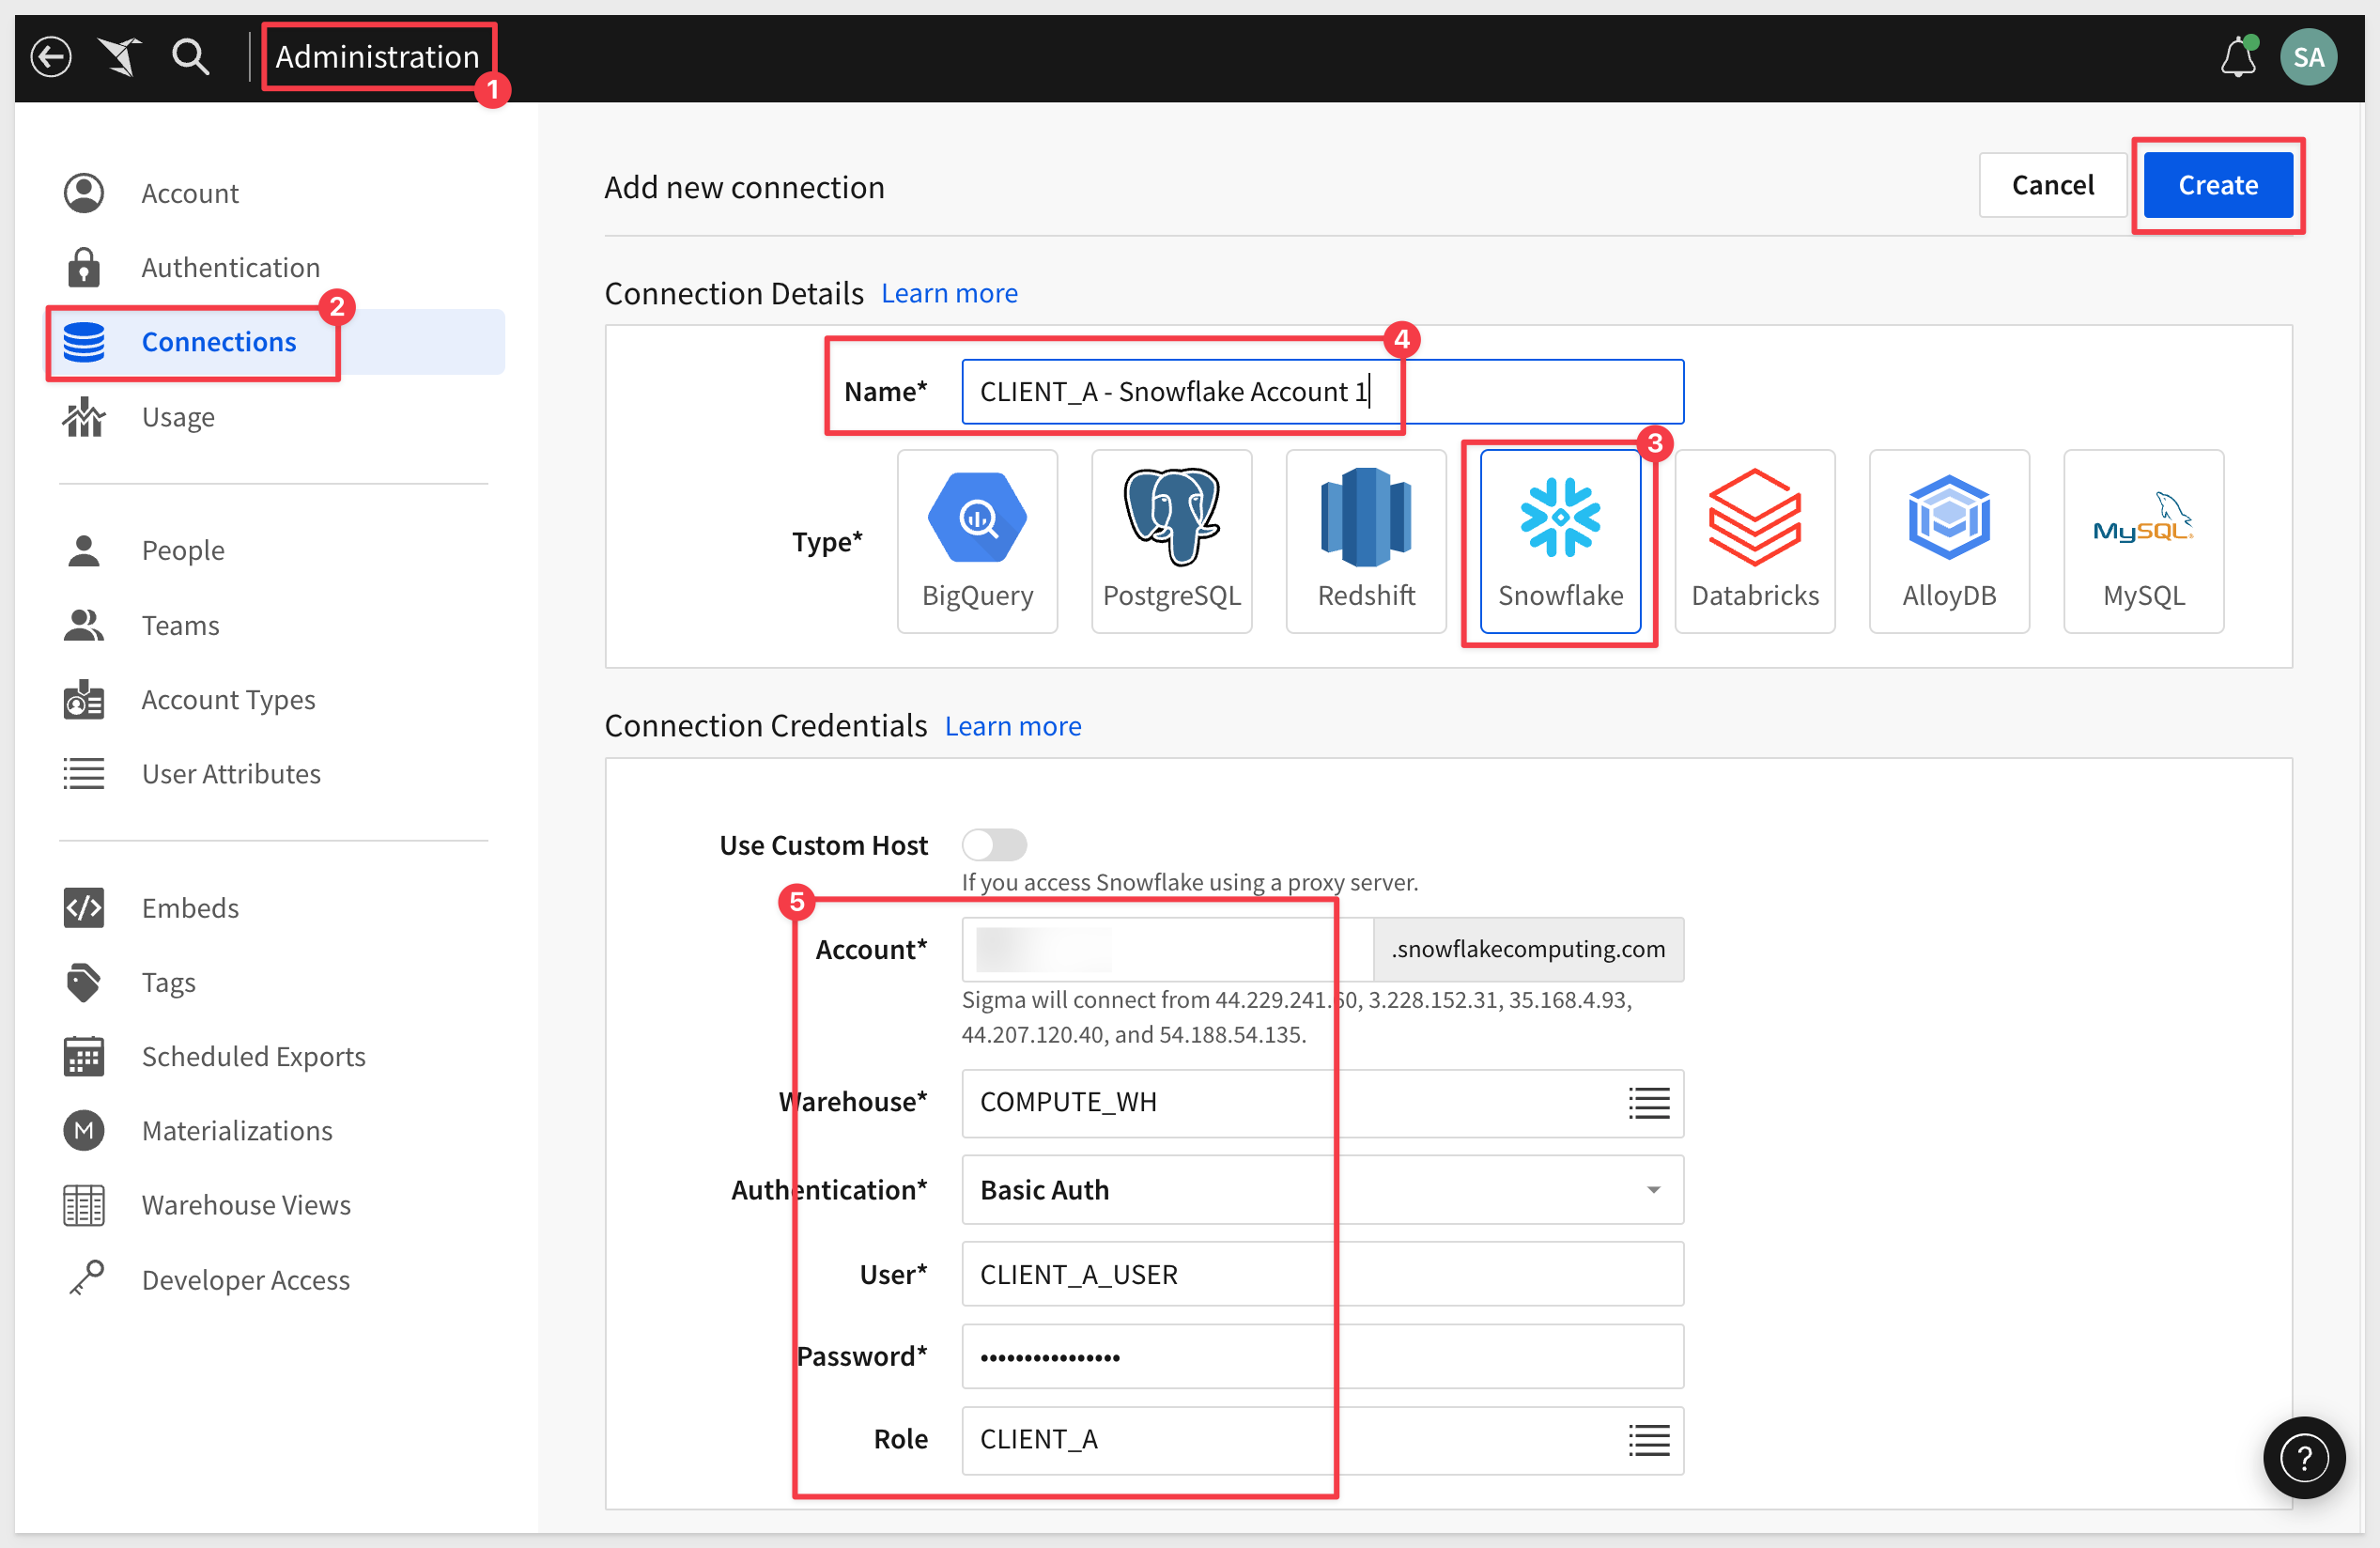 Administration
1
SA
Account
Authentication
2
Connections
Usage
People
Teams
Account Types
User Attributes
Embeds
Tags
Scheduled Exports
M
Materializations
Warehouse Views
Developer Access
Add new connection
Cancel
Create
Connection Details Learn more
4
Name* CLIENT_A - Snowflake Account 1
3
Type*
MySQL
BigQuery PostgreSQL Redshift Snowflake Databricks AlloyDB MySQL
Connection Credentials Learn more
Use Custom Host
If you access Snowflake using a proxy server.
5
Account* .snowflakecomputing.com
Sigma will connect from 44.229.241.60, 3.228.152.31, 35.168.4.93,
44.207.120.40, and 54.188.54.135.
Warehouse* COMPUTE_WH
Authentication* Basic Auth
User* CLIENT_A_USER
Password* ••••••••••••••••
Role CLIENT_A
?